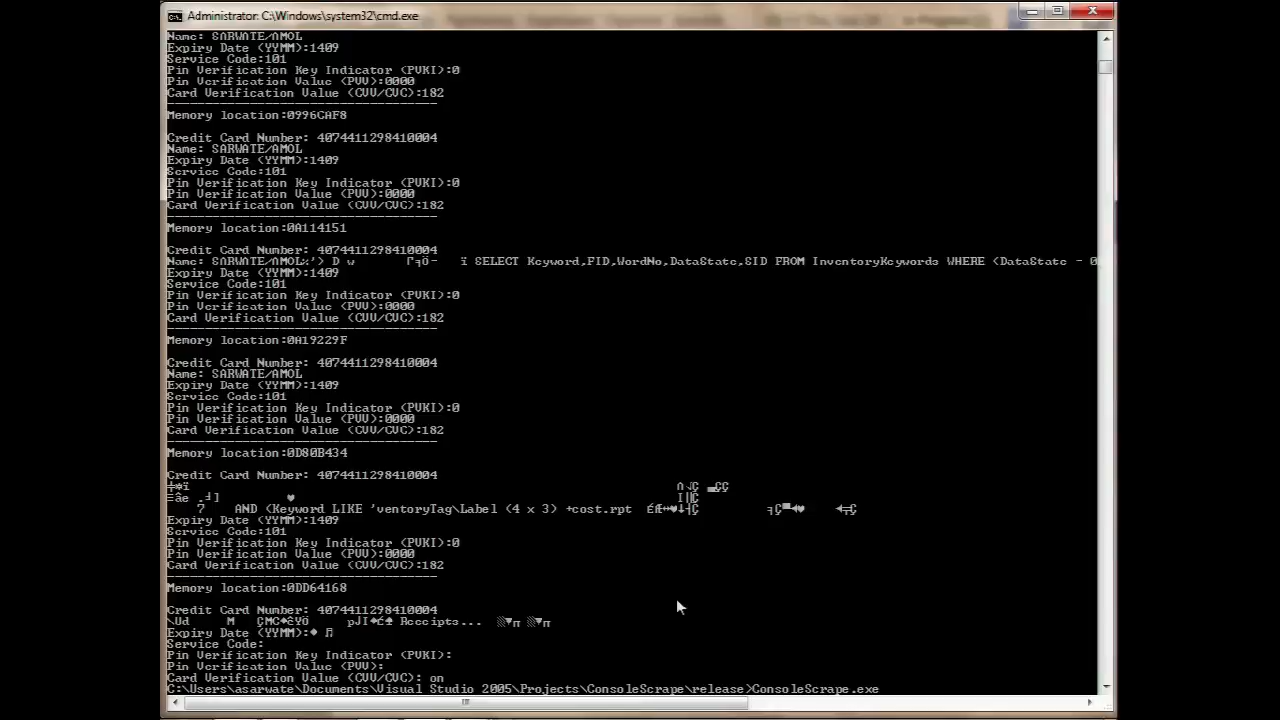 Administrator: C:\Windows\system32\cmd.exe
Name: SARWATE/AMOL
Expiry Date (YYMM):1409
Service Code:101
Pin Verification Key Indicator (PVKI):0
Pin Verification Value (PVV):0000
Card Verification Value (CVV/CVC):182
------------------------------------
Memory location:0996CAF8
Credit Card Number: 4074411298410004
Name: SARWATE/AMOL
Expiry Date (YYMM):1409
Service Code:101
Pin Verification Key Indicator (PVKI):0
Pin Verification Value (PVV):0000
Card Verification Value (CVV/CVC):182
------------------------------------
Memory location:0A114151
Credit Card Number: 4074411298410004
Name: SARWATE/AMOL%'> D w SELECT Keyword,FID,WordNo,DataState,SID FROM InventoryKeywords WHERE (DataState - 0
Expiry Date (YYMM):1409
Service Code:101
Pin Verification Key Indicator (PVKI):0
Pin Verification Value (PVV):0000
Card Verification Value (CVV/CVC):182
------------------------------------
Memory location:0A19229F
Credit Card Number: 4074411298410004
Name: SARWATE/AMOL
Expiry Date (YYMM):1409
Service Code:101
Pin Verification Key Indicator (PVKI):0
Pin Verification Value (PVV):0000
Card Verification Value (CVV/CVC):182
------------------------------------
Memory location:0D80B434
Credit Card Number: 4074411298410004
7 AND (Keyword LIKE 'ventoryTag\Label (4 x 3) +cost.rpt
Expiry Date (YYMM):1409
Service Code:101
Pin Verification Key Indicator (PVKI):0
Pin Verification Value (PVV):0000
Card Verification Value (CVV/CVC):182
------------------------------------
Memory location:0DD64168
Credit Card Number: 4074411298410004
\Ud M Receipts...
Expiry Date (YYMM):♦ ♬
Service Code:
Pin Verification Key Indicator (PVKI):
Pin Verification Value (PVV):
Card Verification Value (CVV/CVC): on
C:\Users\asarwate\Documents\Visual Studio 2005\Projects\ConsoleScrape\release>ConsoleScrape.exe